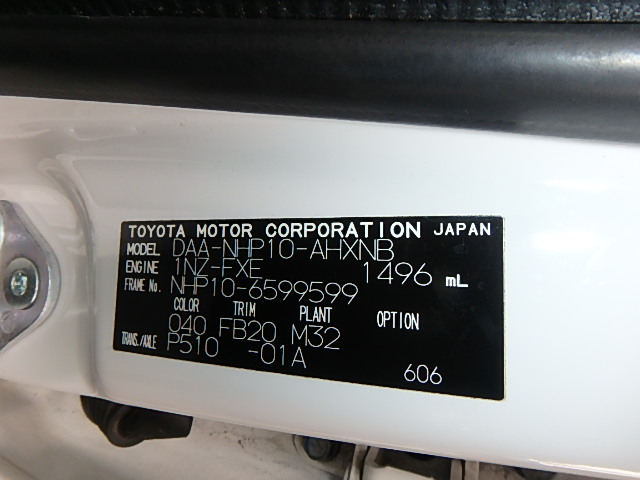 TOYOTA MOTOR CORPORATION JAPAN
MODEL DAA-NHP10-AHXNB
ENGINE 1NZ-FXE 1496 mL
FRAME No. NHP10-6599599
COLOR TRIM PLANT OPTION
040 FB20 M32
TRANS./AXLE P510 -01A
606